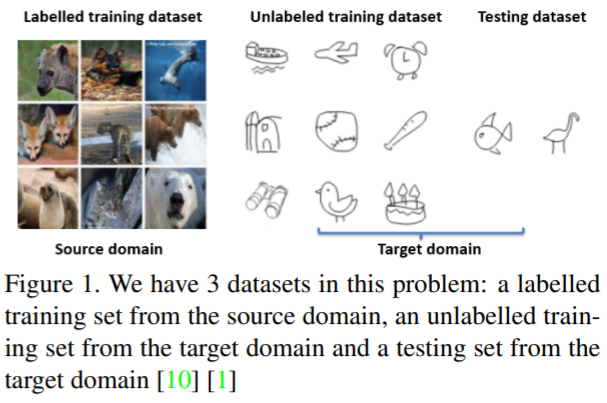 Labelled training dataset
Unlabeled training dataset
Testing dataset
Source domain
Target domain
Figure 1. We have 3 datasets in this problem: a labelled
training set from the source domain, an unlabelled train-
ing set from the target domain and a testing set from the
target domain [10] [1]